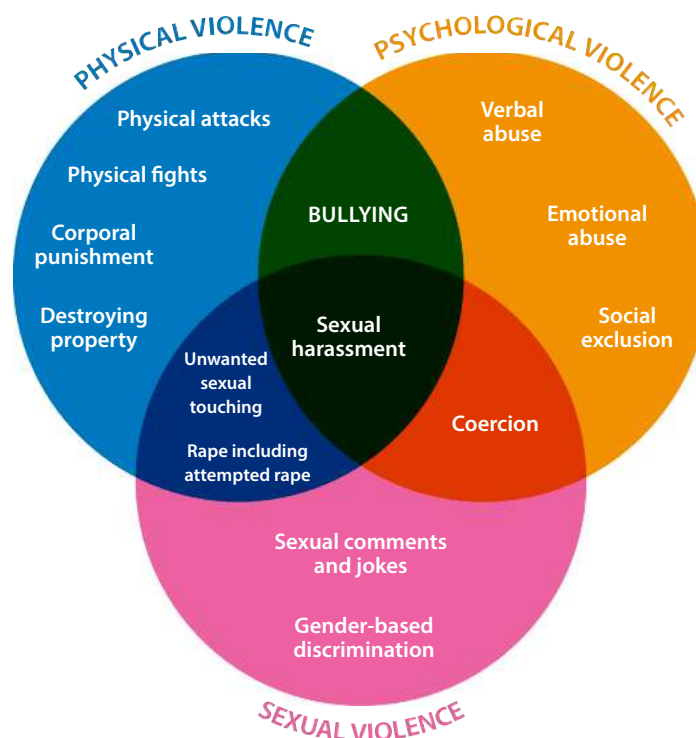 PHYSICAL VIOLENCE
PSYCHOLOGICAL VIOLENCE
Physical attacks
Physical fights
Corporal
punishment
Destroying
property
BULLYING
Verbal
abuse
Emotional
abuse
Social
exclusion
Sexual
harassment
Unwanted
sexual
touching
Rape including
attempted rape
Coercion
Sexual comments
and jokes
Gender-based
discrimination
SEXUAL VIOLENCE